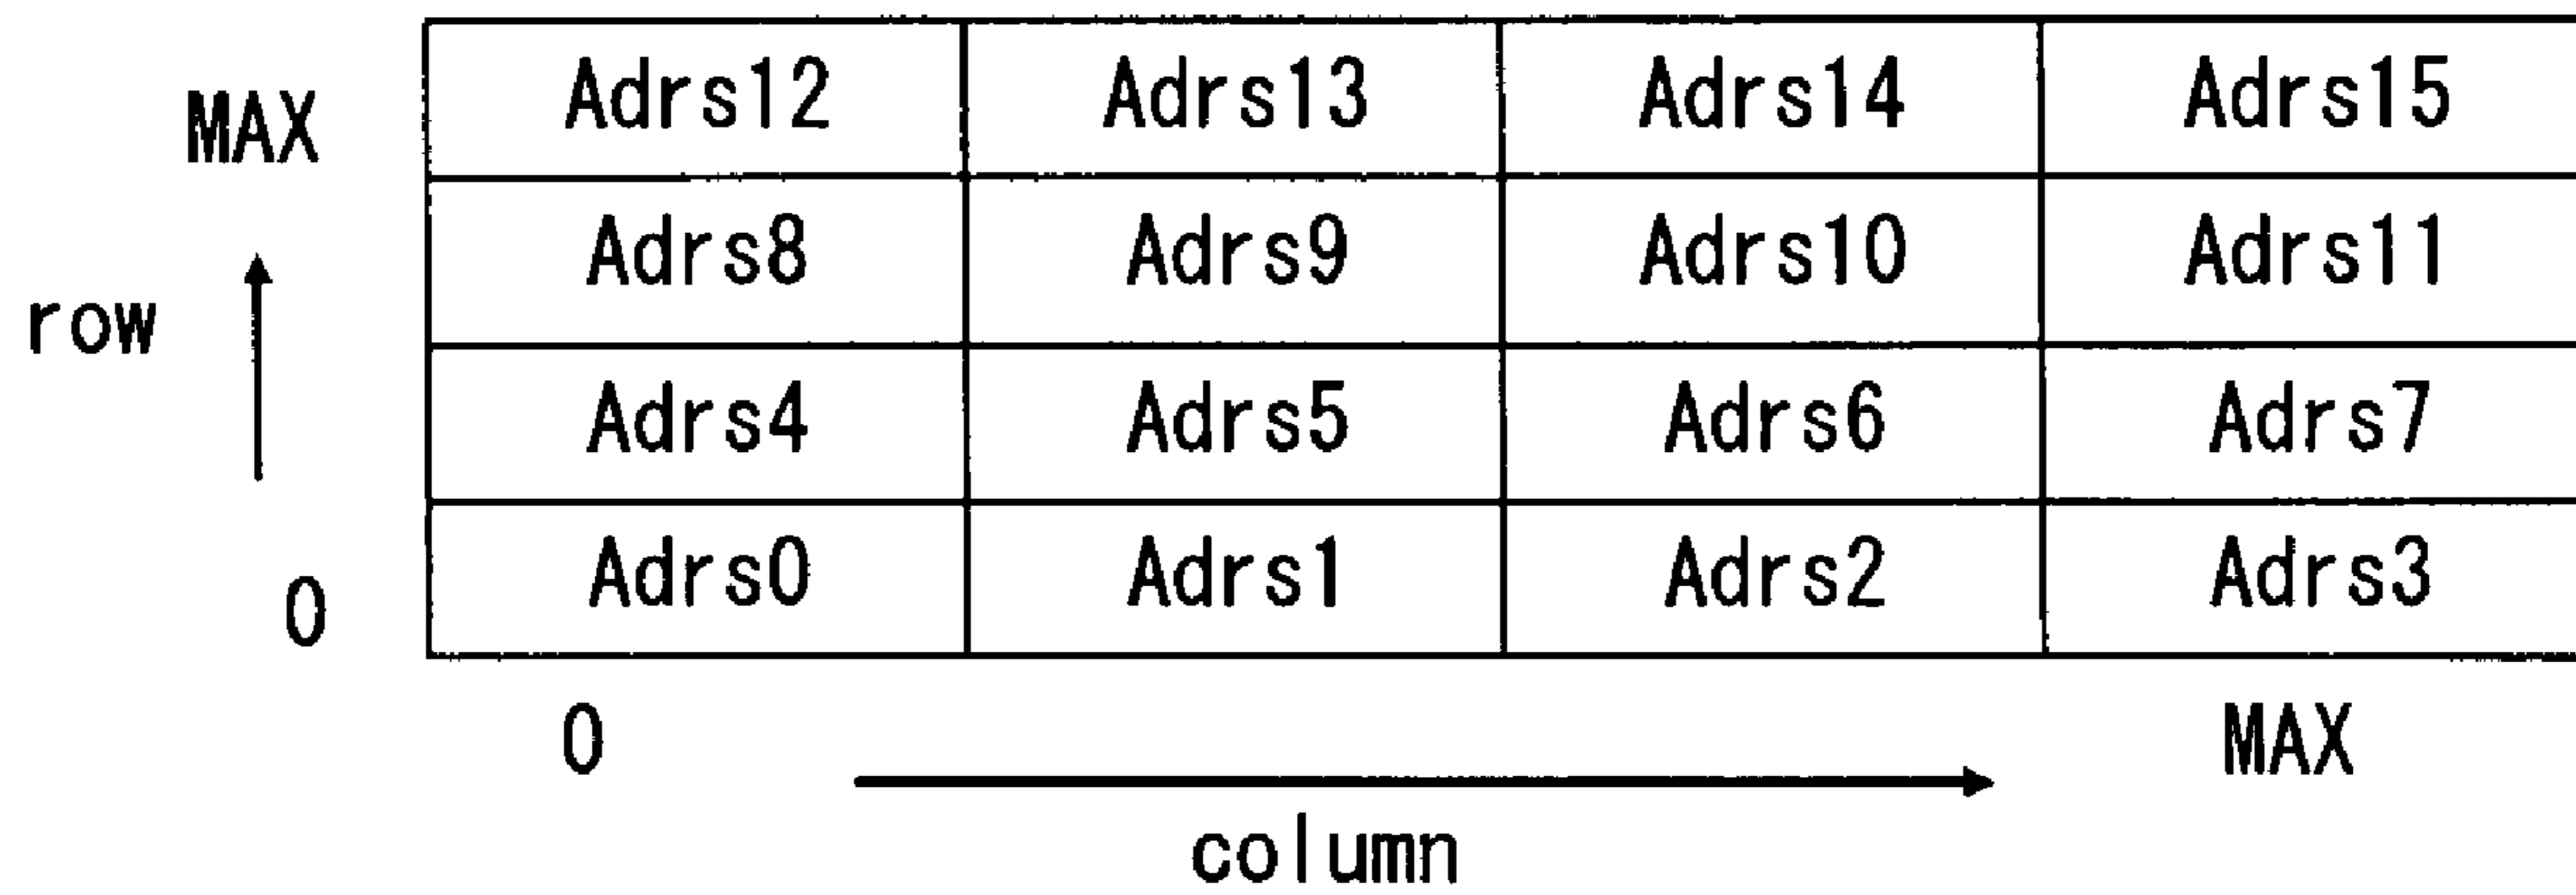 MAX Adrs12 Adrs13 Adrs14 Adrs15
Adrs8 Adrs9 Adrs10 Adrs11
row
Adrs4 Adrs5 Adrs6 Adrs7
0 Adrs0 Adrs1 Adrs2 Adrs3
0 MAX
column